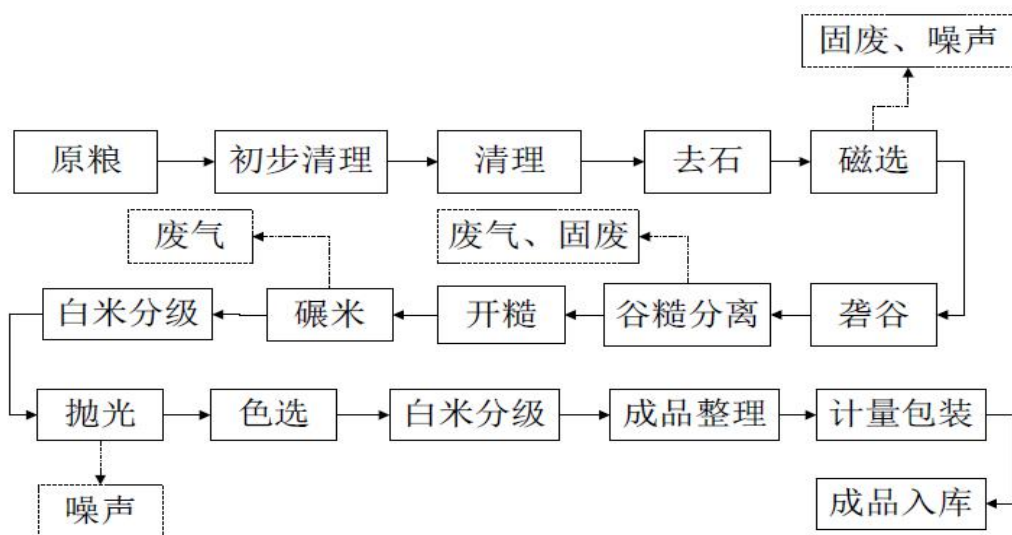 固废、噪声
原粮 初步清理 清理 去石 磁选
废气 废气、固废
白米分级 碾米 开糙 谷糙分离 砻谷
抛光 色选 白米分级 成品整理 计量包装
噪声 成品入库